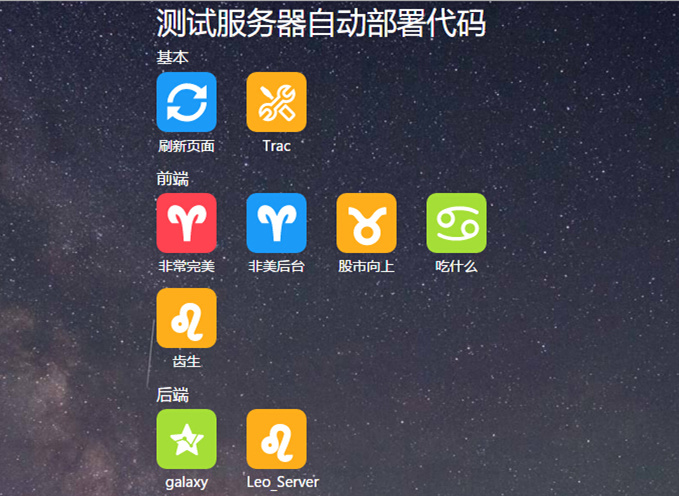 测试服务器自动部署代码
基本
刷新页面 Trac
前端
非常完美 非美后台 股市向上 吃什么
齿生
后端
galaxy Leo_Server